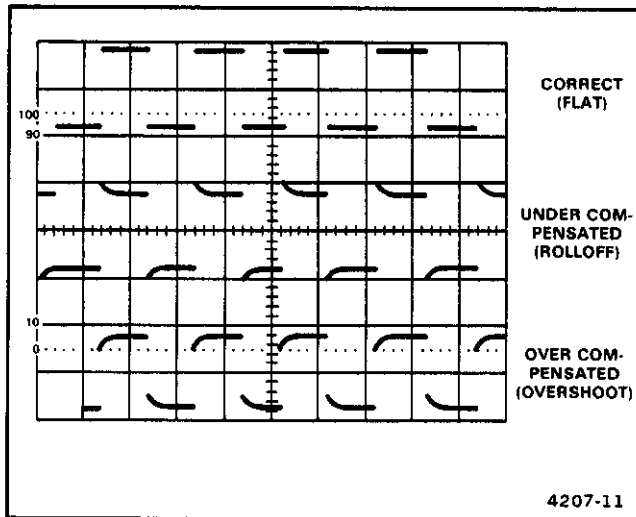 CORRECT
(FLAT)
100
90
UNDER COM-
PENSATED
(ROLLOFF)
10
0
OVER COM-
PENSATED
(OVERSHOOT)
4207-11